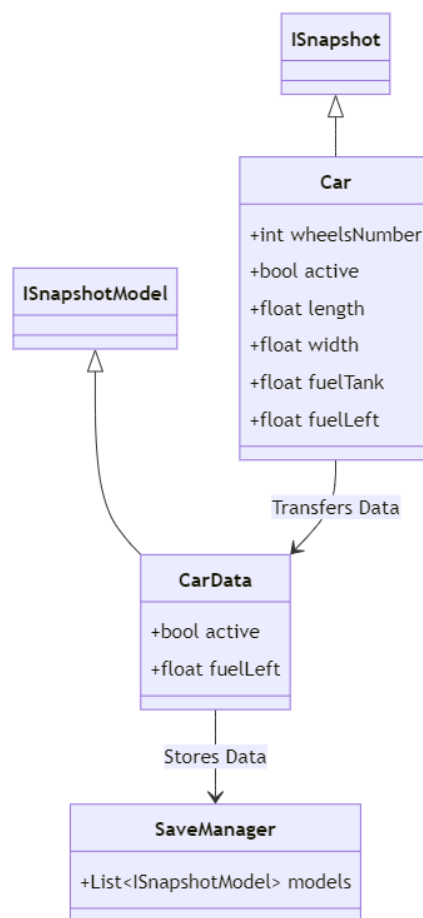 ISnapshot
Car
+int wheelsNumber
+bool active
+float length
+float width
+float fuelTank
+float fuelLeft
ISnapshotModel
Transfers Data
CarData
+bool active
+float fuelLeft
Stores Data
SaveManager
+List<ISnapshotModel> models